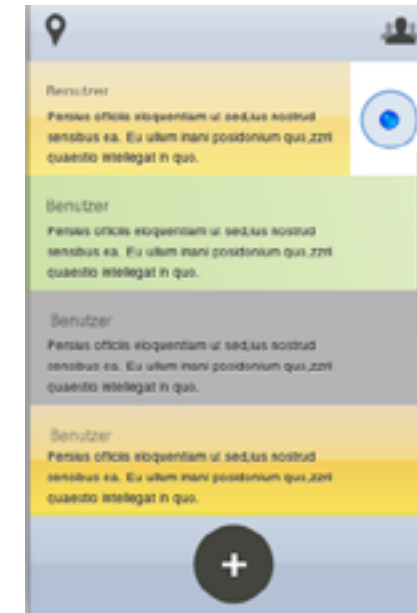 Benutzer
Persius officiis eloquentiam ut sed,ius nostrud
sensibus ea. Eu ullum inani posidonium quo,zzril
quaestio intellegat in quo.
Benutzer
Persius officiis eloquentiam ut sed,ius nostrud
sensibus ea. Eu ullum inani posidonium quo,zzril
quaestio intellegat in quo.
Benutzer
Persius officiis eloquentiam ut sed,ius nostrud
sensibus ea. Eu ullum inani posidonium quo,zzril
quaestio intellegat in quo.
Benutzer
Persius officiis eloquentiam ut sed,ius nostrud
sensibus ea. Eu ullum inani posidonium quo,zzril
quaestio intellegat in quo.